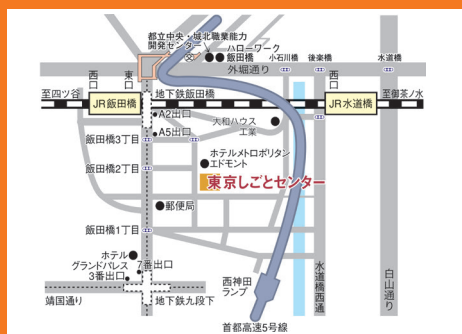 都立中央・城北職業能力
開発センター
ハローワーク
飯田橋
小石川橋
後楽橋
水道橋
外堀通り
西口
東口
西口
至四ツ谷
JR飯田橋
地下鉄飯田橋
JR水道橋
至御茶ノ水
A2出口
A5出口
大和ハウス
工業
飯田橋3丁目
飯田橋2丁目
ホテルメトロポリタン
エドモント
東京しごとセンター
郵便局
飯田橋1丁目
ホテル
グランドパレス
7番出口
3番出口
西神田
ランプ
水道橋西通
白山通り
靖国通り
地下鉄九段下
首都高速5号線